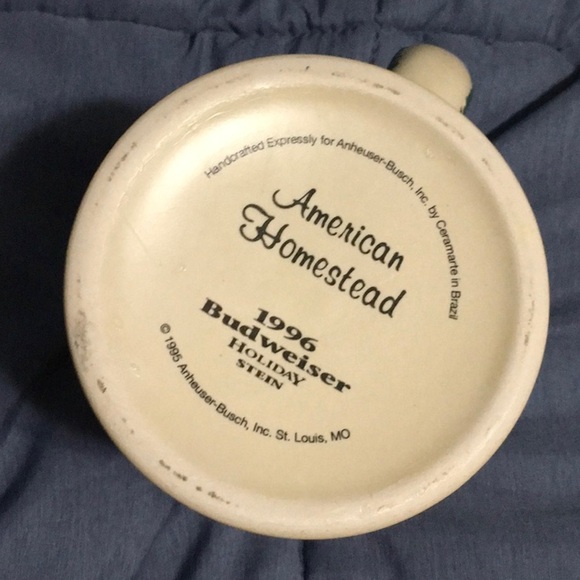 Handcrafted Expressly for Anheuser-Busch, Inc. by Ceramarte in Brazil
American
Homestead
1996
Budweiser
HOLIDAY
STEIN
© 1995 Anheuser-Busch, Inc. St. Louis, MO